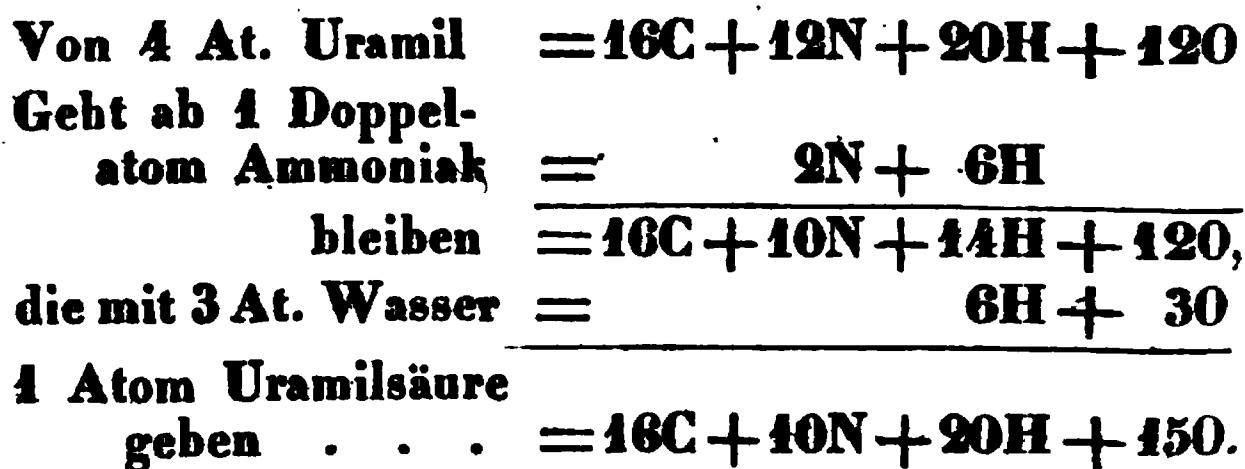 Von 4 At. Uramil = 16C + 12N + 20H + 12O
Geht ab 1 Doppel-
atom Ammoniak = 2N + 6H
bleiben = 16C + 10N + 14H + 12O,
die mit 3 At. Wasser = 6H + 3O
1 Atom Uramilsäure
geben . . . = 16C + 10N + 20H + 15O.